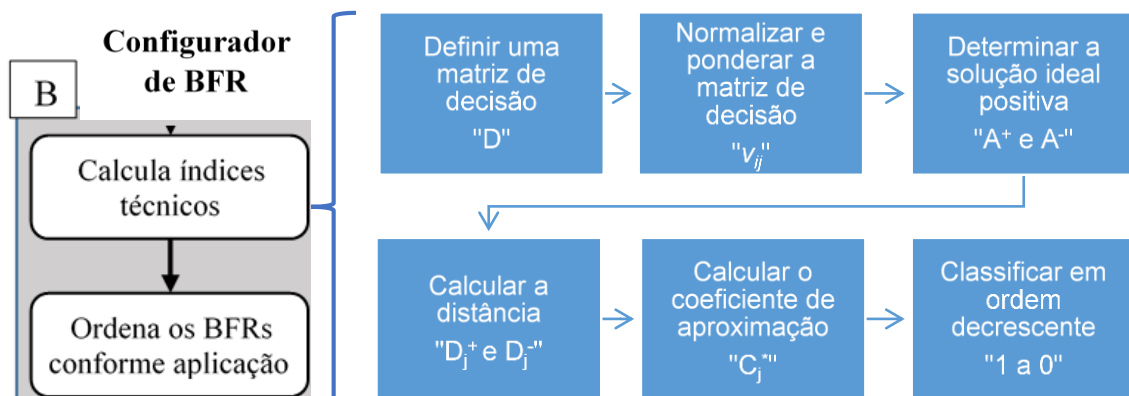 Configurador
de BFR
B
Calcula índices
técnicos
Ordena os BFRs
conforme aplicação
Definir uma
matriz de
decisão
"D"
Normalizar e
ponderar a
matriz de
decisão
"vᵢⱼ"
Determinar a
solução ideal
positiva
"A⁺ e A⁻"
Calcular a
distância
"Dⱼ⁺ e Dⱼ⁻"
Calcular o
coeficiente de
aproximação
"Cⱼ*"
Classificar em
ordem
decrescente
"1 a 0"